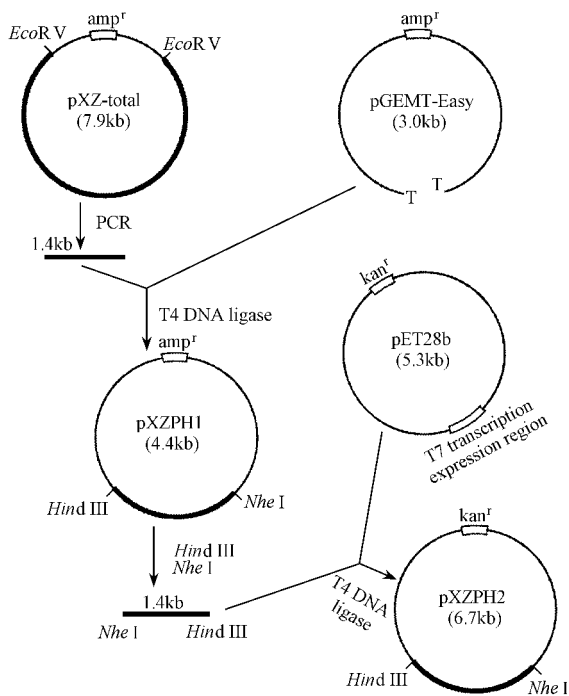 amp^r
EcoR V
EcoR V
pXZ-total
(7.9kb)
amp^r
pGEMT-Easy
(3.0kb)
T
T
PCR
1.4kb
T4 DNA ligase
amp^r
pXZPH1
(4.4kb)
Hind III
Nhe I
kan^r
pET28b
(5.3kb)
T7 transcription
expression region
Hind III
Nhe I
1.4kb
Nhe I
Hind III
T4 DNA
ligase
kan^r
pXZPH2
(6.7kb)
Hind III
Nhe I